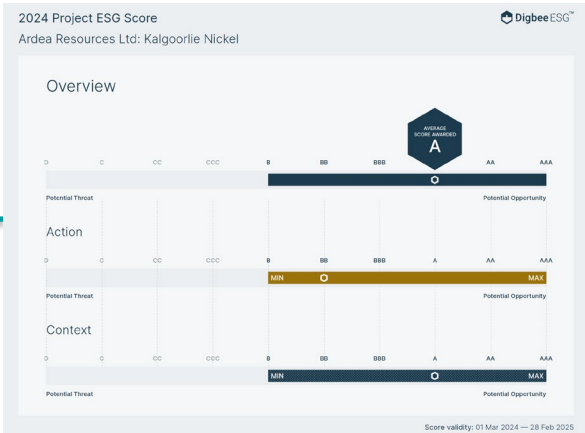 2024 Project ESG Score
Digbee ESG™
Ardea Resources Ltd: Kalgoorlie Nickel
Overview
AVERAGE
SCORE AWARDED
A
D C CC CCC B BB BBB AA AAA
Potential Threat Potential Opportunity
Action
D C CC CCC B BB BBB A AA AAA
MIN MAX
Potential Threat Potential Opportunity
Context
D C CC CCC B BB BBB A AA AAA
MIN MAX
Potential Threat Potential Opportunity
Score validity: 01 Mar 2024 — 28 Feb 2025